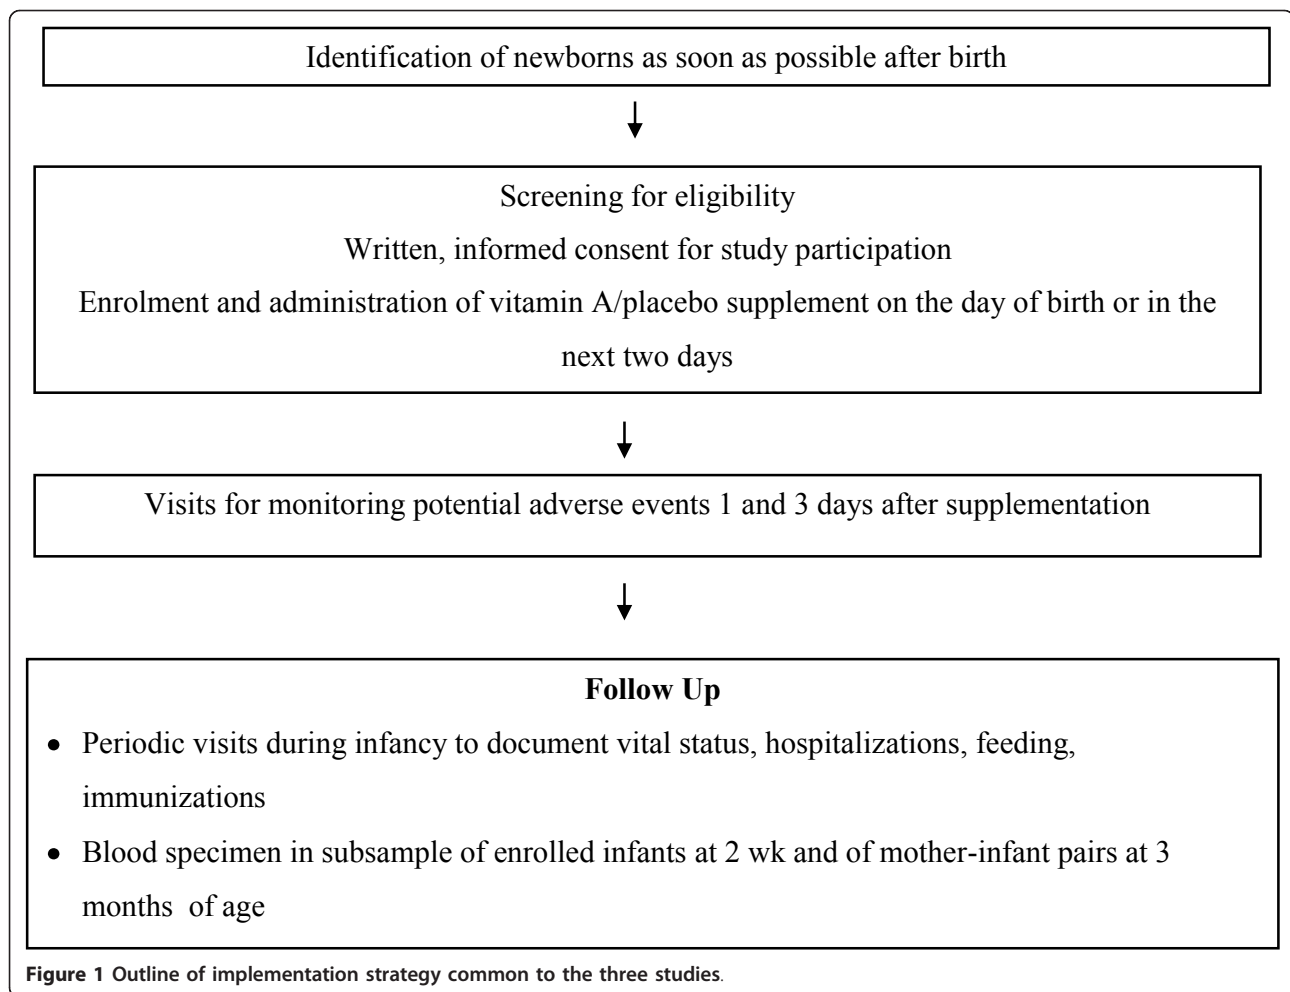 Identification of newborns as soon as possible after birth
Screening for eligibility
Written, informed consent for study participation
Enrolment and administration of vitamin A/placebo supplement on the day of birth or in the
next two days
Visits for monitoring potential adverse events 1 and 3 days after supplementation
Follow Up
• Periodic visits during infancy to document vital status, hospitalizations, feeding,
immunizations
• Blood specimen in subsample of enrolled infants at 2 wk and of mother-infant pairs at 3
months of age
Figure 1 Outline of implementation strategy common to the three studies.